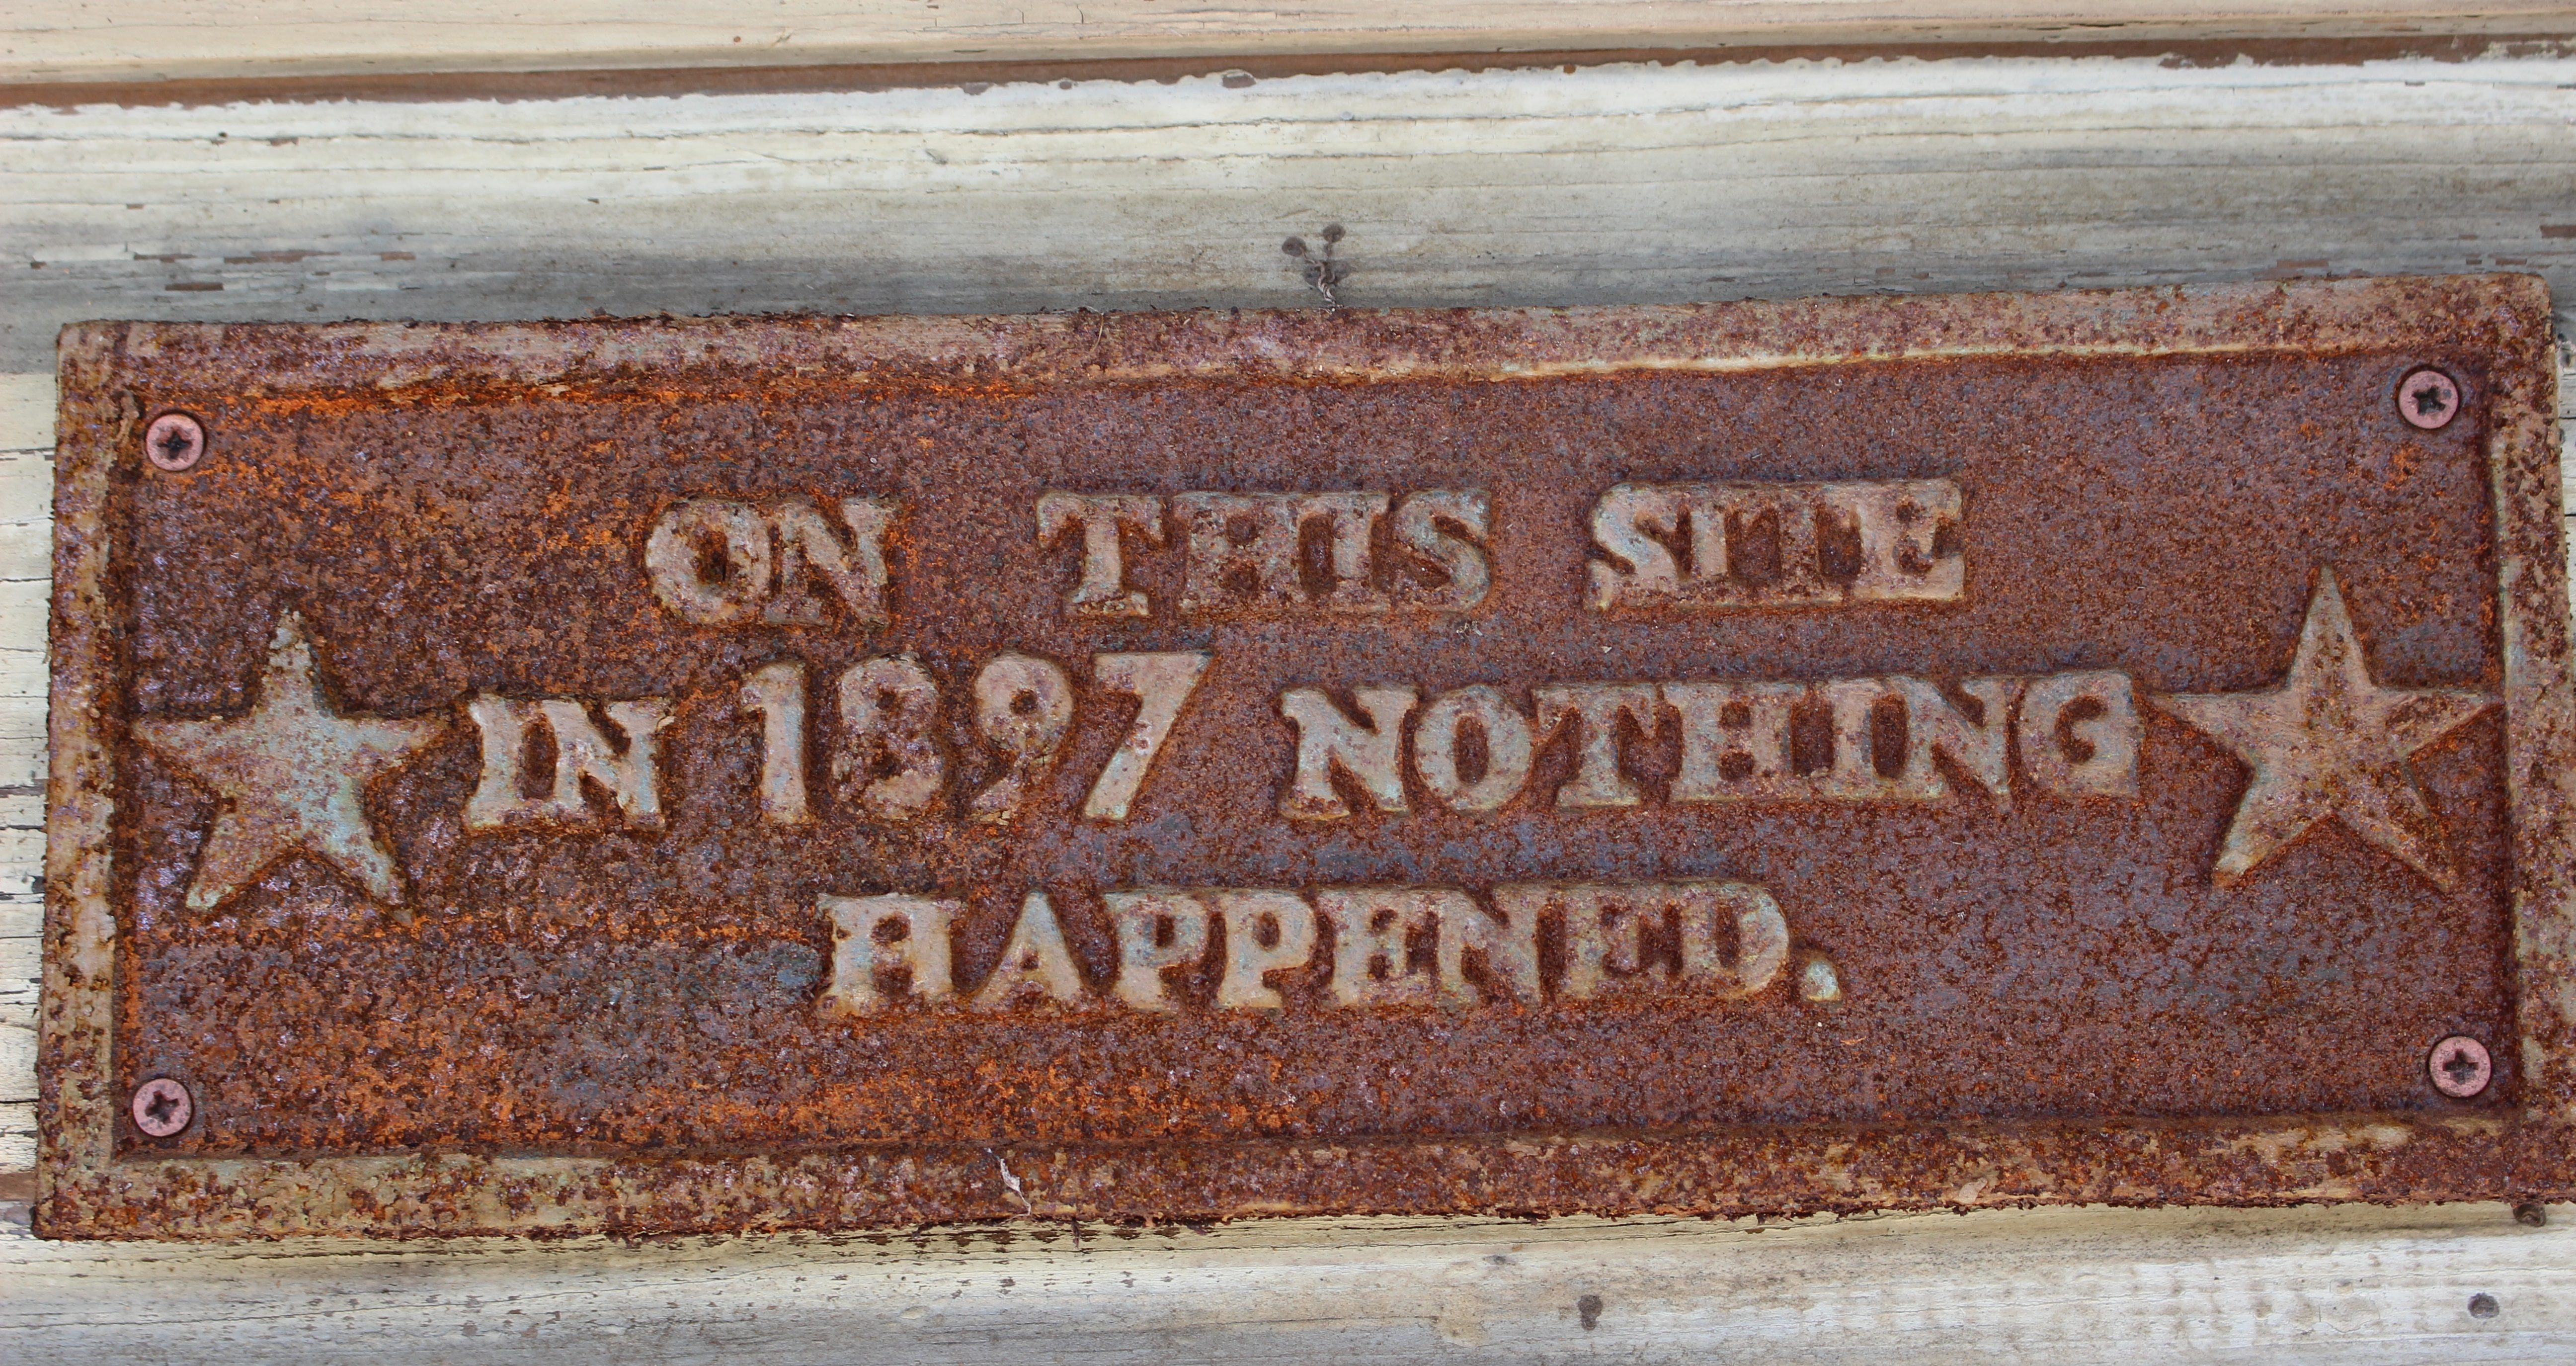 ON THIS SITE
IN 1897 NOTHING
HAPPENED.